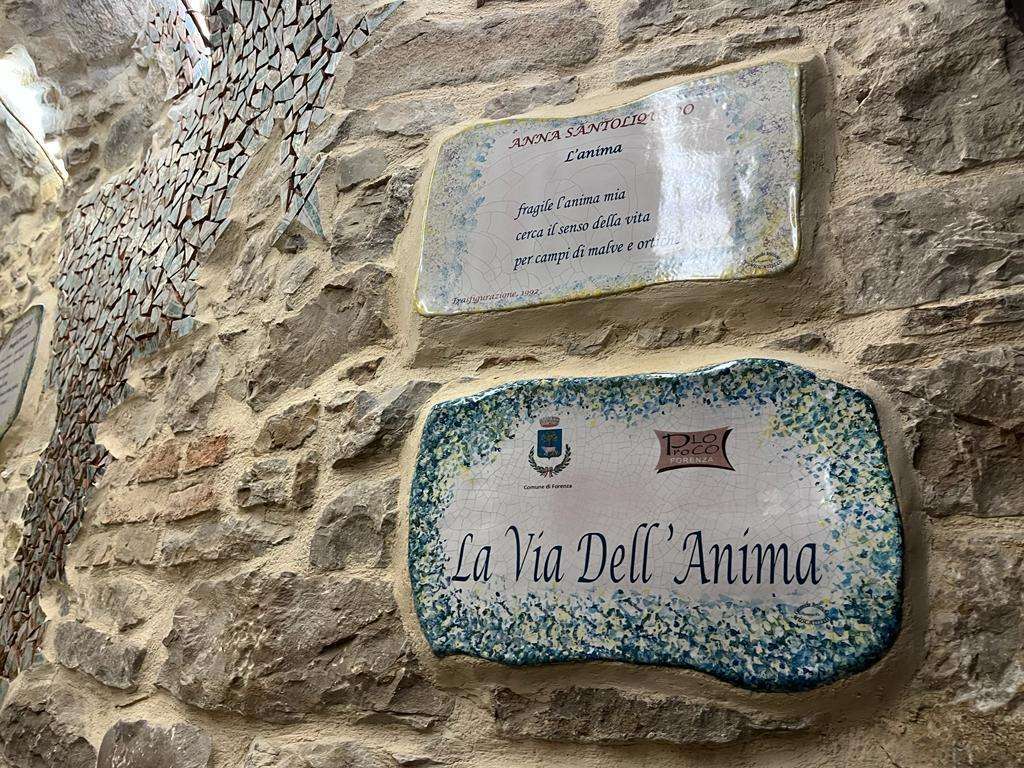 ANNA SANTOLIQUIDO
L'anima
fragile l'anima mia
cerca il senso della vita
per campi di malve e ortiche
Trasfigurazione, 1992
Comune di Forenza
PRO LOCO
FORENZA
La Via Dell'Anima